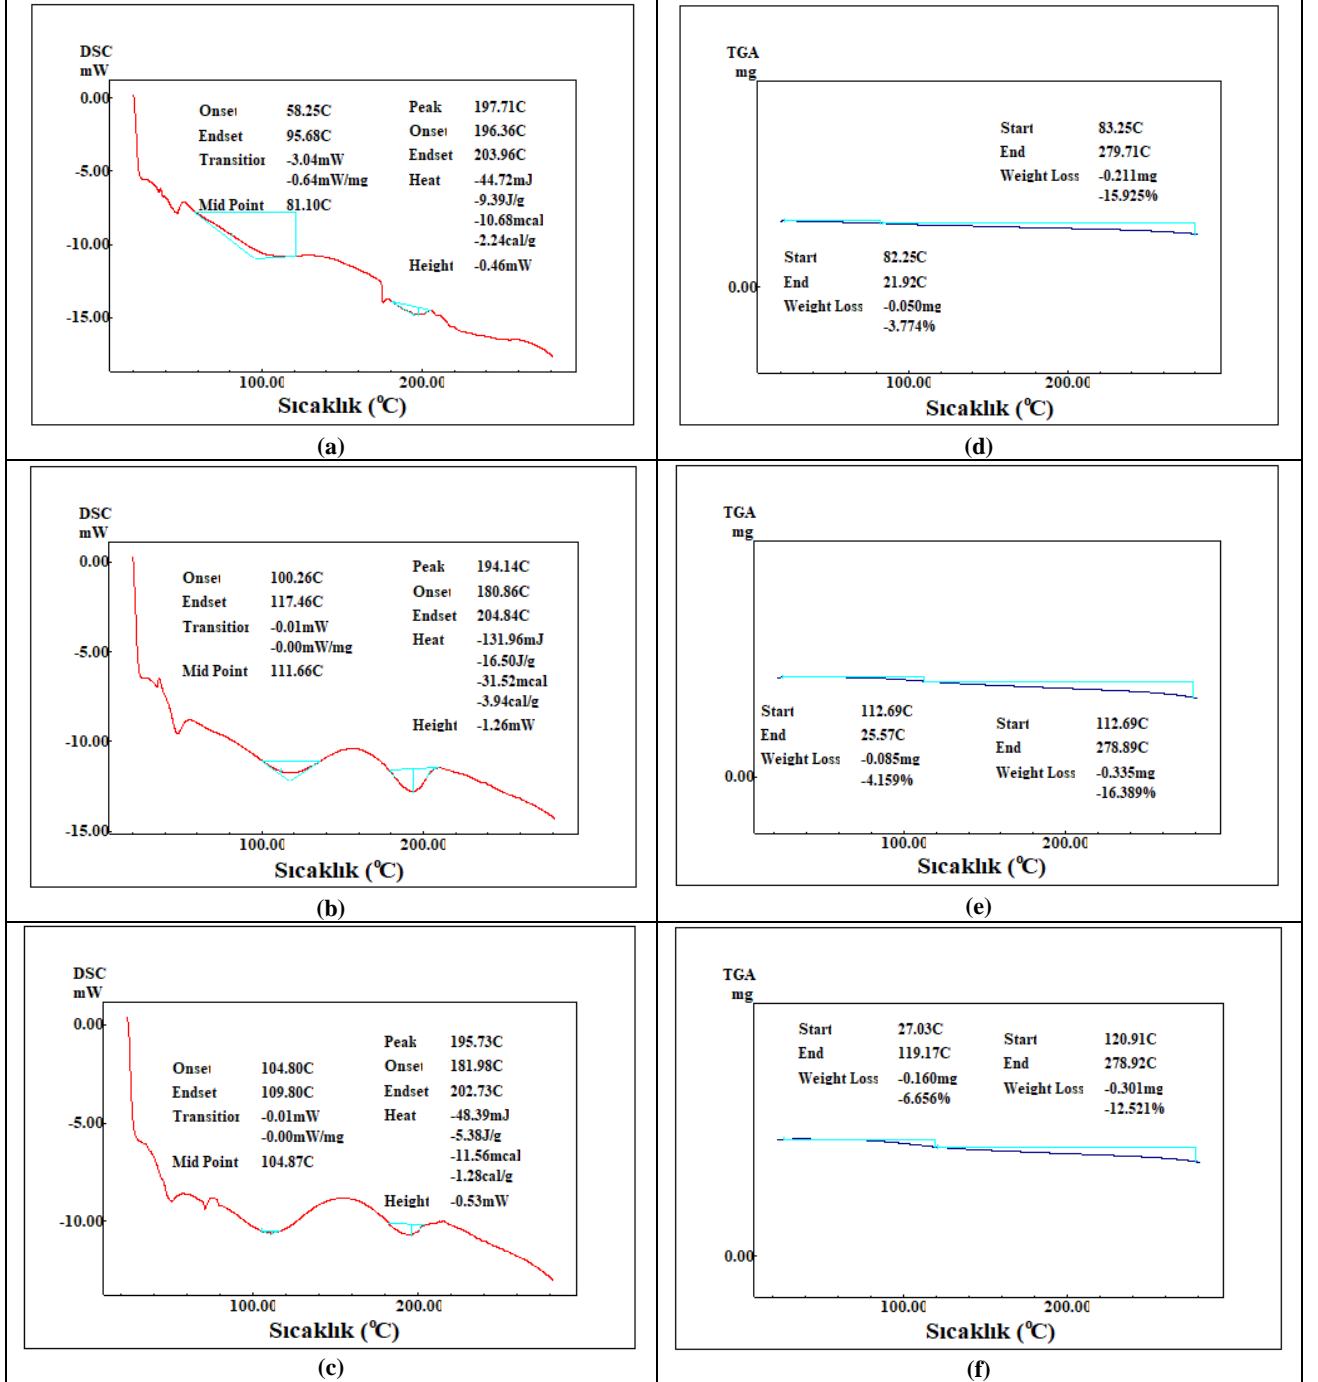 DSC
mW
0.00
-5.00
-10.00
-15.00
Onset 58.25C
Endset 95.68C
Transition -3.04mW
-0.64mW/mg
Mid Point 81.10C
Peak 197.71C
Onset 196.36C
Endset 203.96C
Heat -44.72mJ
-9.39J/g
-10.68mcal
-2.24cal/g
Height -0.46mW
100.00 200.00
Sıcaklık (⁰C)
(a)
TGA
mg
0.00
Start 83.25C
End 279.71C
Weight Loss -0.211mg
-15.925%
Start 82.25C
End 21.92C
Weight Loss -0.050mg
-3.774%
100.00 200.00
Sıcaklık (⁰C)
(d)
DSC
mW
0.00
-5.00
-10.00
-15.00
Onset 100.26C
Endset 117.46C
Transition -0.01mW
-0.00mW/mg
Mid Point 111.66C
Peak 194.14C
Onset 180.86C
Endset 204.84C
Heat -131.96mJ
-16.50J/g
-31.52mcal
-3.94cal/g
Height -1.26mW
100.00 200.00
Sıcaklık (⁰C)
(b)
TGA
mg
0.00
Start 112.69C
End 25.57C
Weight Loss -0.085mg
-4.159%
Start 112.69C
End 278.89C
Weight Loss -0.335mg
-16.389%
100.00 200.00
Sıcaklık (⁰C)
(e)
DSC
mW
0.00
-5.00
-10.00
Onset 104.80C
Endset 109.80C
Transition -0.01mW
-0.00mW/mg
Mid Point 104.87C
Peak 195.73C
Onset 181.98C
Endset 202.73C
Heat -48.39mJ
-5.38J/g
-11.56mcal
-1.28cal/g
Height -0.53mW
100.00 200.00
Sıcaklık (⁰C)
(c)
TGA
mg
0.00
Start 27.03C
End 119.17C
Weight Loss -0.160mg
-6.656%
Start 120.91C
End 278.92C
Weight Loss -0.301mg
-12.521%
100.00 200.00
Sıcaklık (⁰C)
(f)